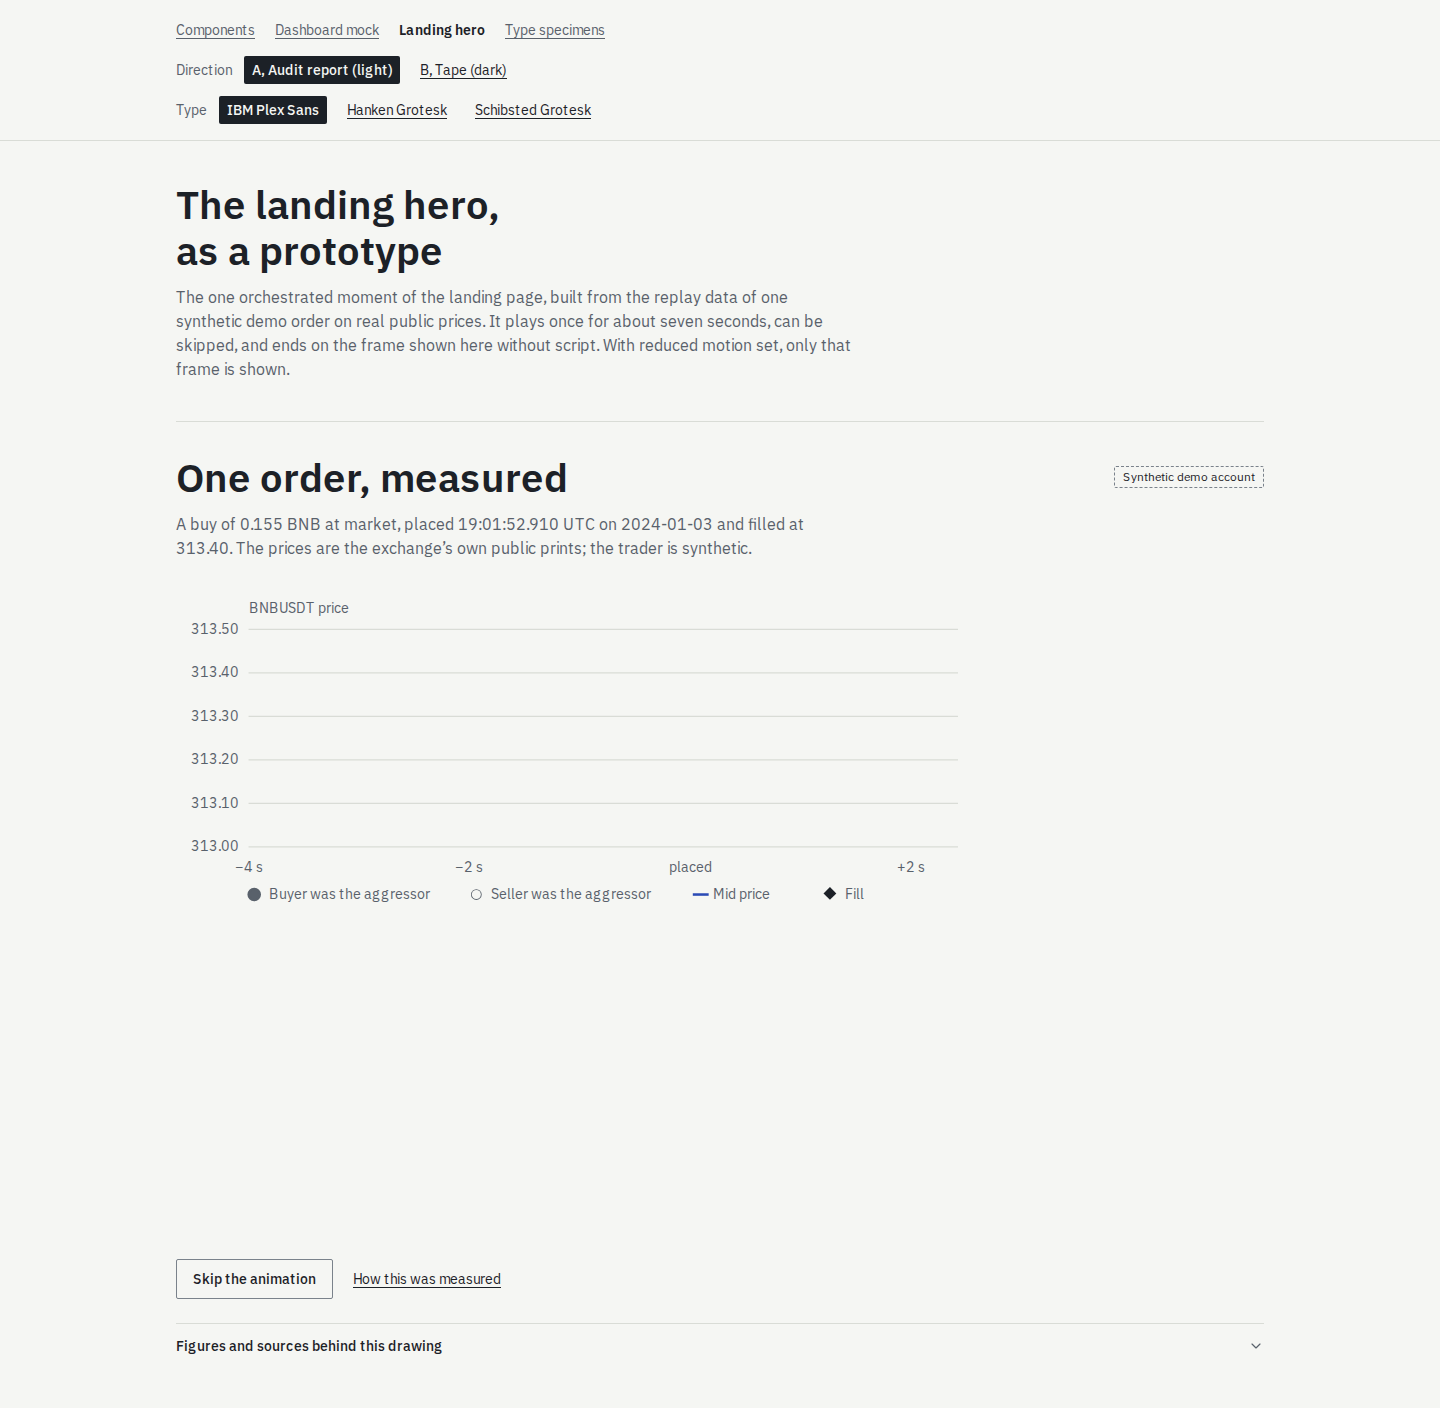 Components Dashboard mock Landing hero Type specimens
Direction A, Audit report (light) B, Tape (dark)
Type IBM Plex Sans Hanken Grotesk Schibsted Grotesk
The landing hero,
as a prototype
The one orchestrated moment of the landing page, built from the replay data of one
synthetic demo order on real public prices. It plays once for about seven seconds, can be
skipped, and ends on the frame shown here without script. With reduced motion set, only that
frame is shown.
One order, measured
Synthetic demo account
A buy of 0.155 BNB at market, placed 19:01:52.910 UTC on 2024-01-03 and filled at
313.40. The prices are the exchange’s own public prints; the trader is synthetic.
BNBUSDT price
313.50
313.40
313.30
313.20
313.10
313.00
−4 s −2 s placed +2 s
Buyer was the aggressor Seller was the aggressor Mid price Fill
Skip the animation How this was measured
Figures and sources behind this drawing